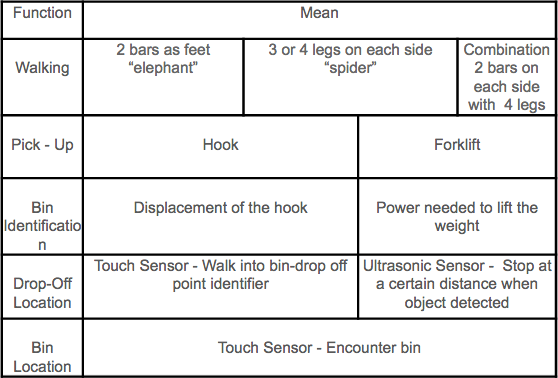 Function
Mean
Walking
2 bars as feet
“elephant”
3 or 4 legs on each side
“spider”
Combination
2 bars on
each side
with 4 legs
Pick - Up
Hook
Forklift
Bin
Identificatio
n
Displacement of the hook
Power needed to lift the
weight
Drop-Off
Location
Touch Sensor - Walk into bin-drop off
point identifier
Ultrasonic Sensor - Stop at
a certain distance when
object detected
Bin
Location
Touch Sensor - Encounter bin